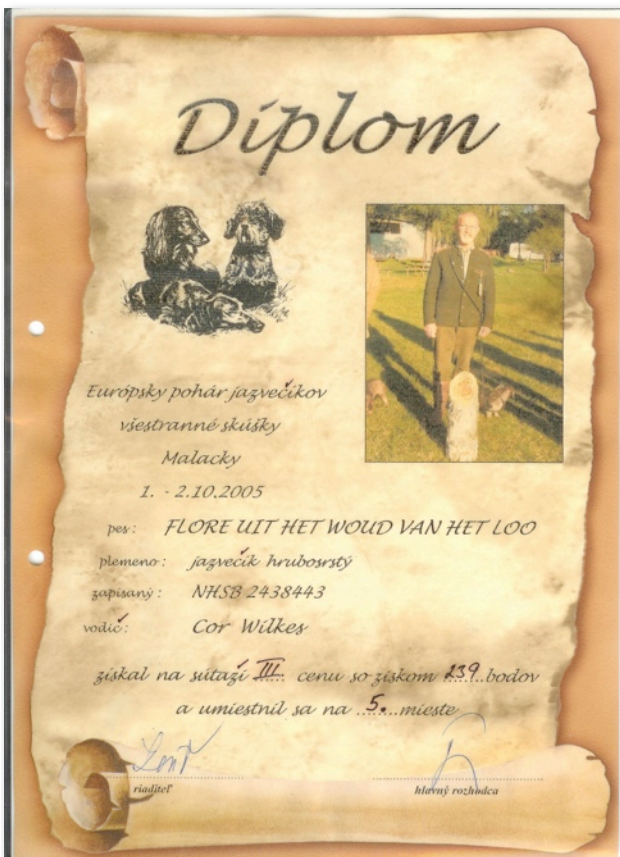 Diplom
Európsky pohár jazvečíkov
všestranné skúšky
Malacky
1. - 2.10.2005
pes: FLORE UIT HET WOUD VAN HET LOO
plemeno: jazvečík hrubosrstý
zapísaný: NHSB 2438443
vodič: Cor Wilkes
získal na súťaži III. cenu so ziskom 239 bodov
a umiestnil sa na 5. mieste
riaditeľ
hlavný rozhodca